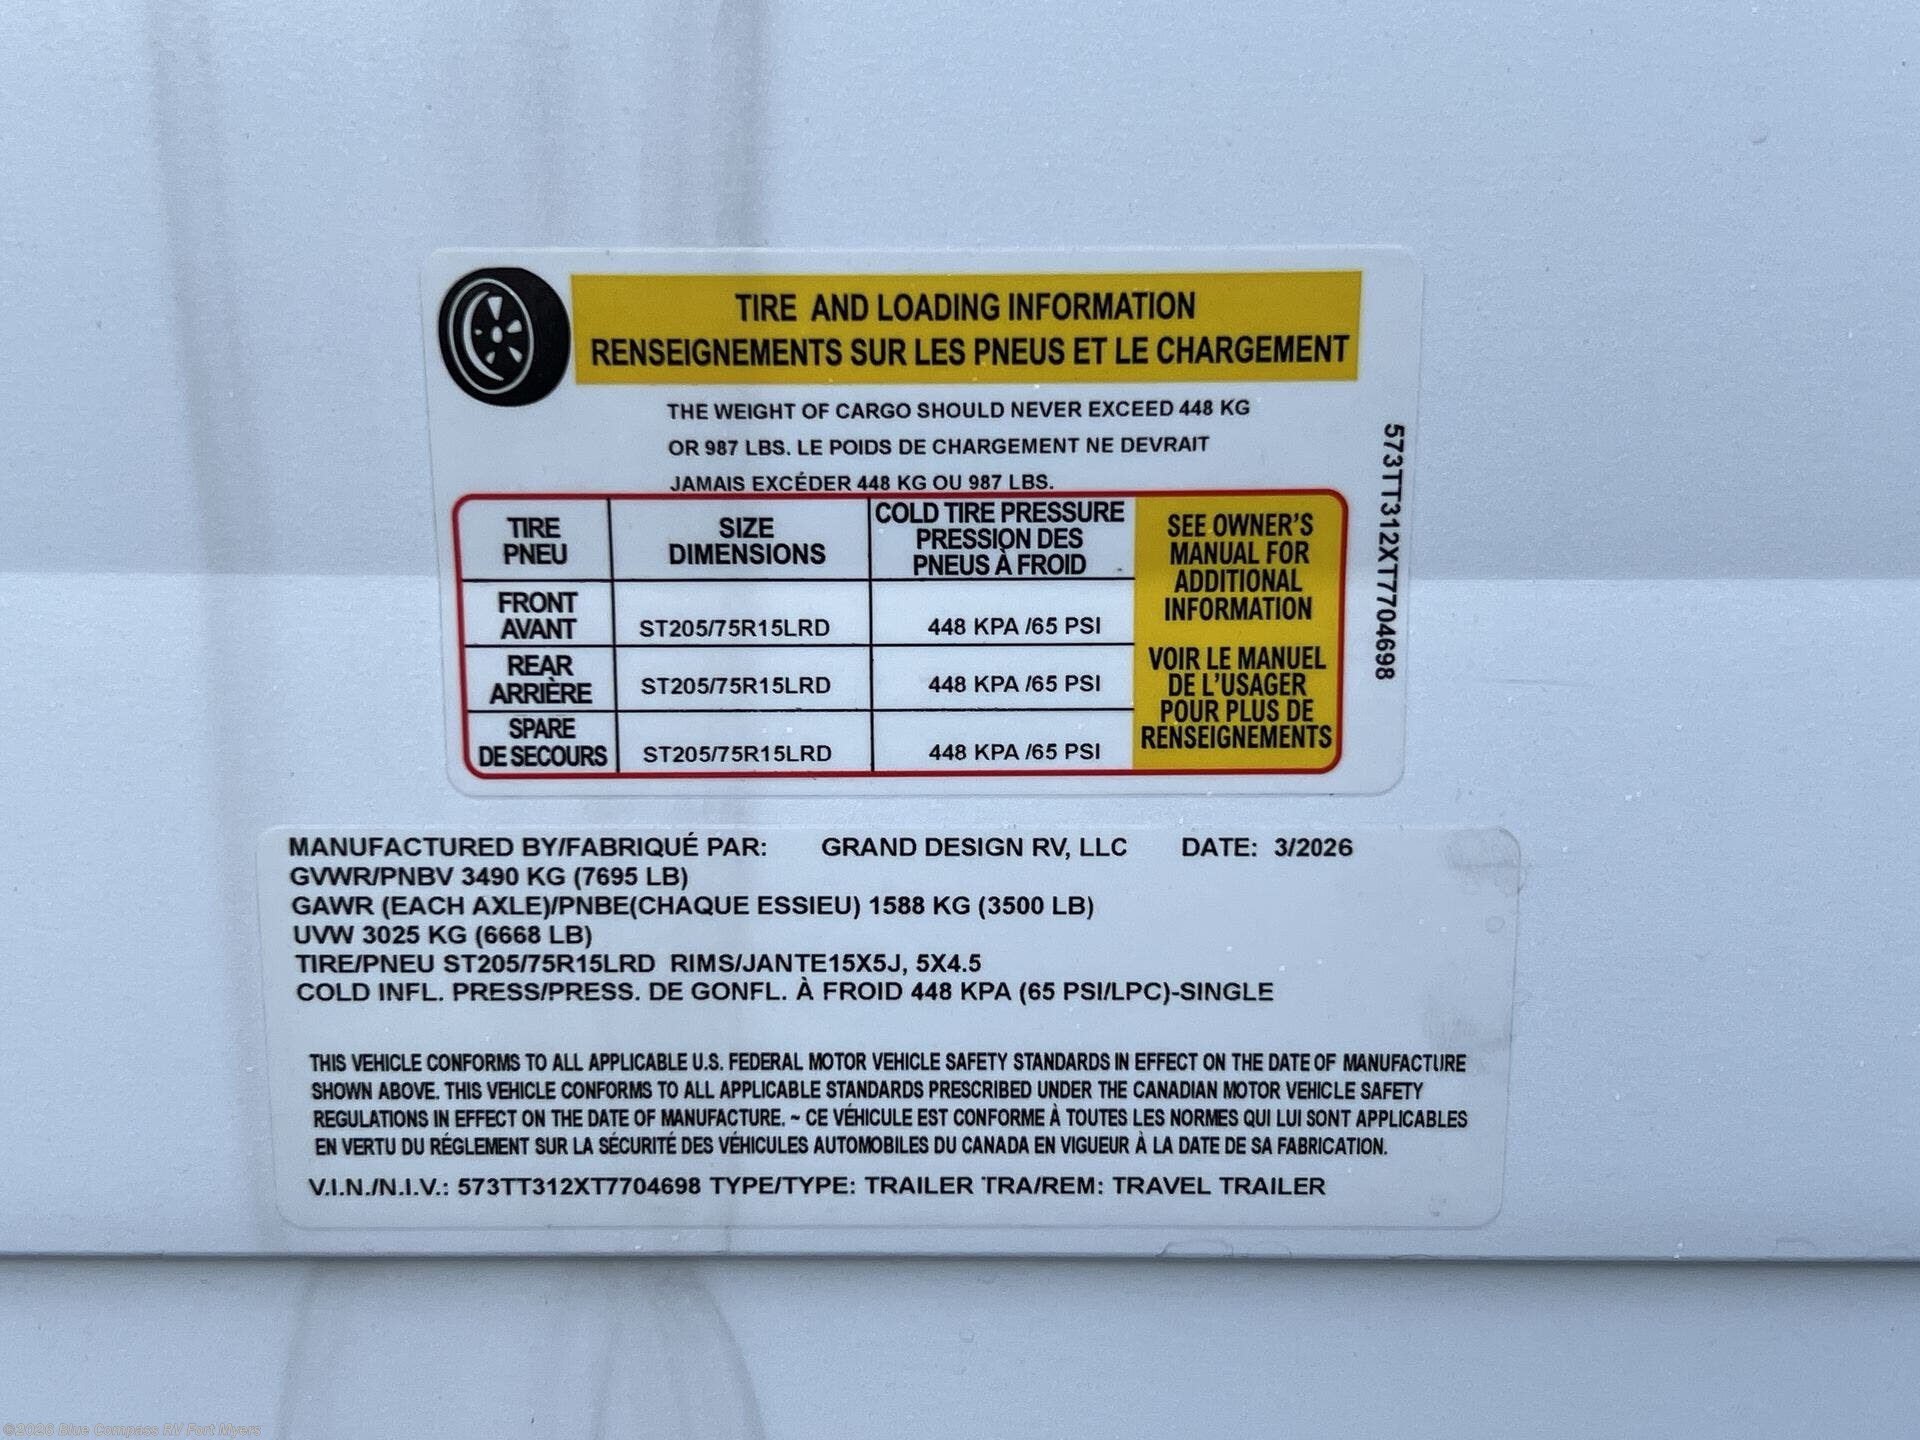 TIRE AND LOADING INFORMATION
RENSEIGNEMENTS SUR LES PNEUS ET LE CHARGEMENT
THE WEIGHT OF CARGO SHOULD NEVER EXCEED 448 KG
OR 987 LBS. LE POIDS DE CHARGEMENT NE DEVRAIT
JAMAIS EXCÉDER 448 KG OU 987 LBS.
TIRE
PNEU
SIZE
DIMENSIONS
COLD TIRE PRESSURE
PRESSION DES
PNEUS À FROID
FRONT
AVANT
ST205/75R15LRD
448 KPA /65 PSI
REAR
ARRIÈRE
ST205/75R15LRD
448 KPA /65 PSI
SPARE
DE SECOURS
ST205/75R15LRD
448 KPA /65 PSI
SEE OWNER'S
MANUAL FOR
ADDITIONAL
INFORMATION
VOIR LE MANUEL
DE L'USAGER
POUR PLUS DE
RENSEIGNEMENTS
573TT312XT7704698
MANUFACTURED BY/FABRIQUÉ PAR: GRAND DESIGN RV, LLC DATE: 3/2026
GVWR/PNBV 3490 KG (7695 LB)
GAWR (EACH AXLE)/PNBE(CHAQUE ESSIEU) 1588 KG (3500 LB)
UVW 3025 KG (6668 LB)
TIRE/PNEU ST205/75R15LRD RIMS/JANTE15X5J, 5X4.5
COLD INFL. PRESS/PRESS. DE GONFL. À FROID 448 KPA (65 PSI/LPC)-SINGLE
THIS VEHICLE CONFORMS TO ALL APPLICABLE U.S. FEDERAL MOTOR VEHICLE SAFETY STANDARDS IN EFFECT ON THE DATE OF MANUFACTURE
SHOWN ABOVE. THIS VEHICLE CONFORMS TO ALL APPLICABLE STANDARDS PRESCRIBED UNDER THE CANADIAN MOTOR VEHICLE SAFETY
REGULATIONS IN EFFECT ON THE DATE OF MANUFACTURE. ~ CE VÉHICULE EST CONFORME À TOUTES LES NORMES QUI LUI SONT APPLICABLES
EN VERTU DU RÉGLEMENT SUR LA SÉCURITÉ DES VÉHICULES AUTOMOBILES DU CANADA EN VIGUEUR À LA DATE DE SA FABRICATION.
V.I.N./N.I.V.: 573TT312XT7704698 TYPE/TYPE: TRAILER TRA/REM: TRAVEL TRAILER
©2026 Blue Compass RV Fort Myers